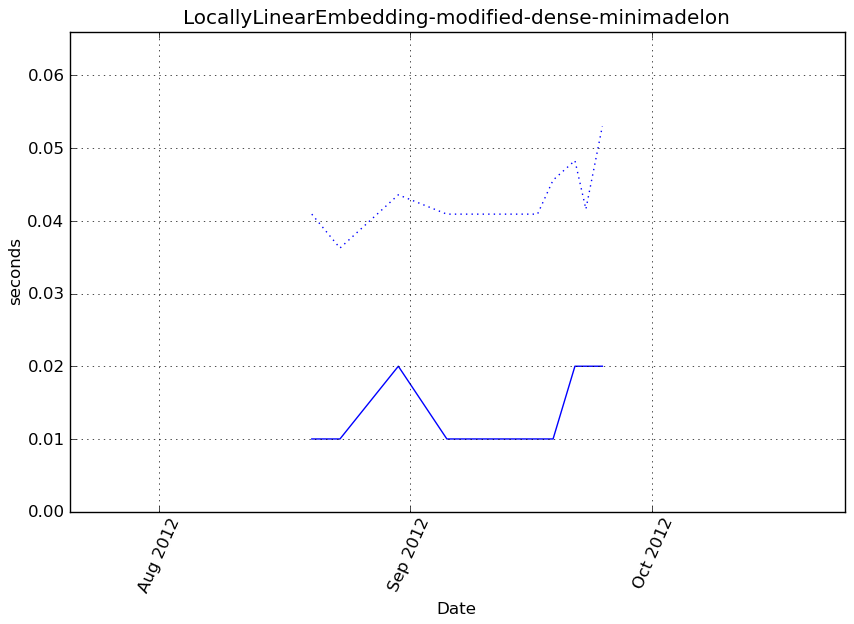 LocallyLinearEmbedding-modified-dense-minimadelon
0.06
0.05
0.04
0.03
0.02
0.01
0.00
seconds
Aug 2012
Sep 2012
Oct 2012
Date